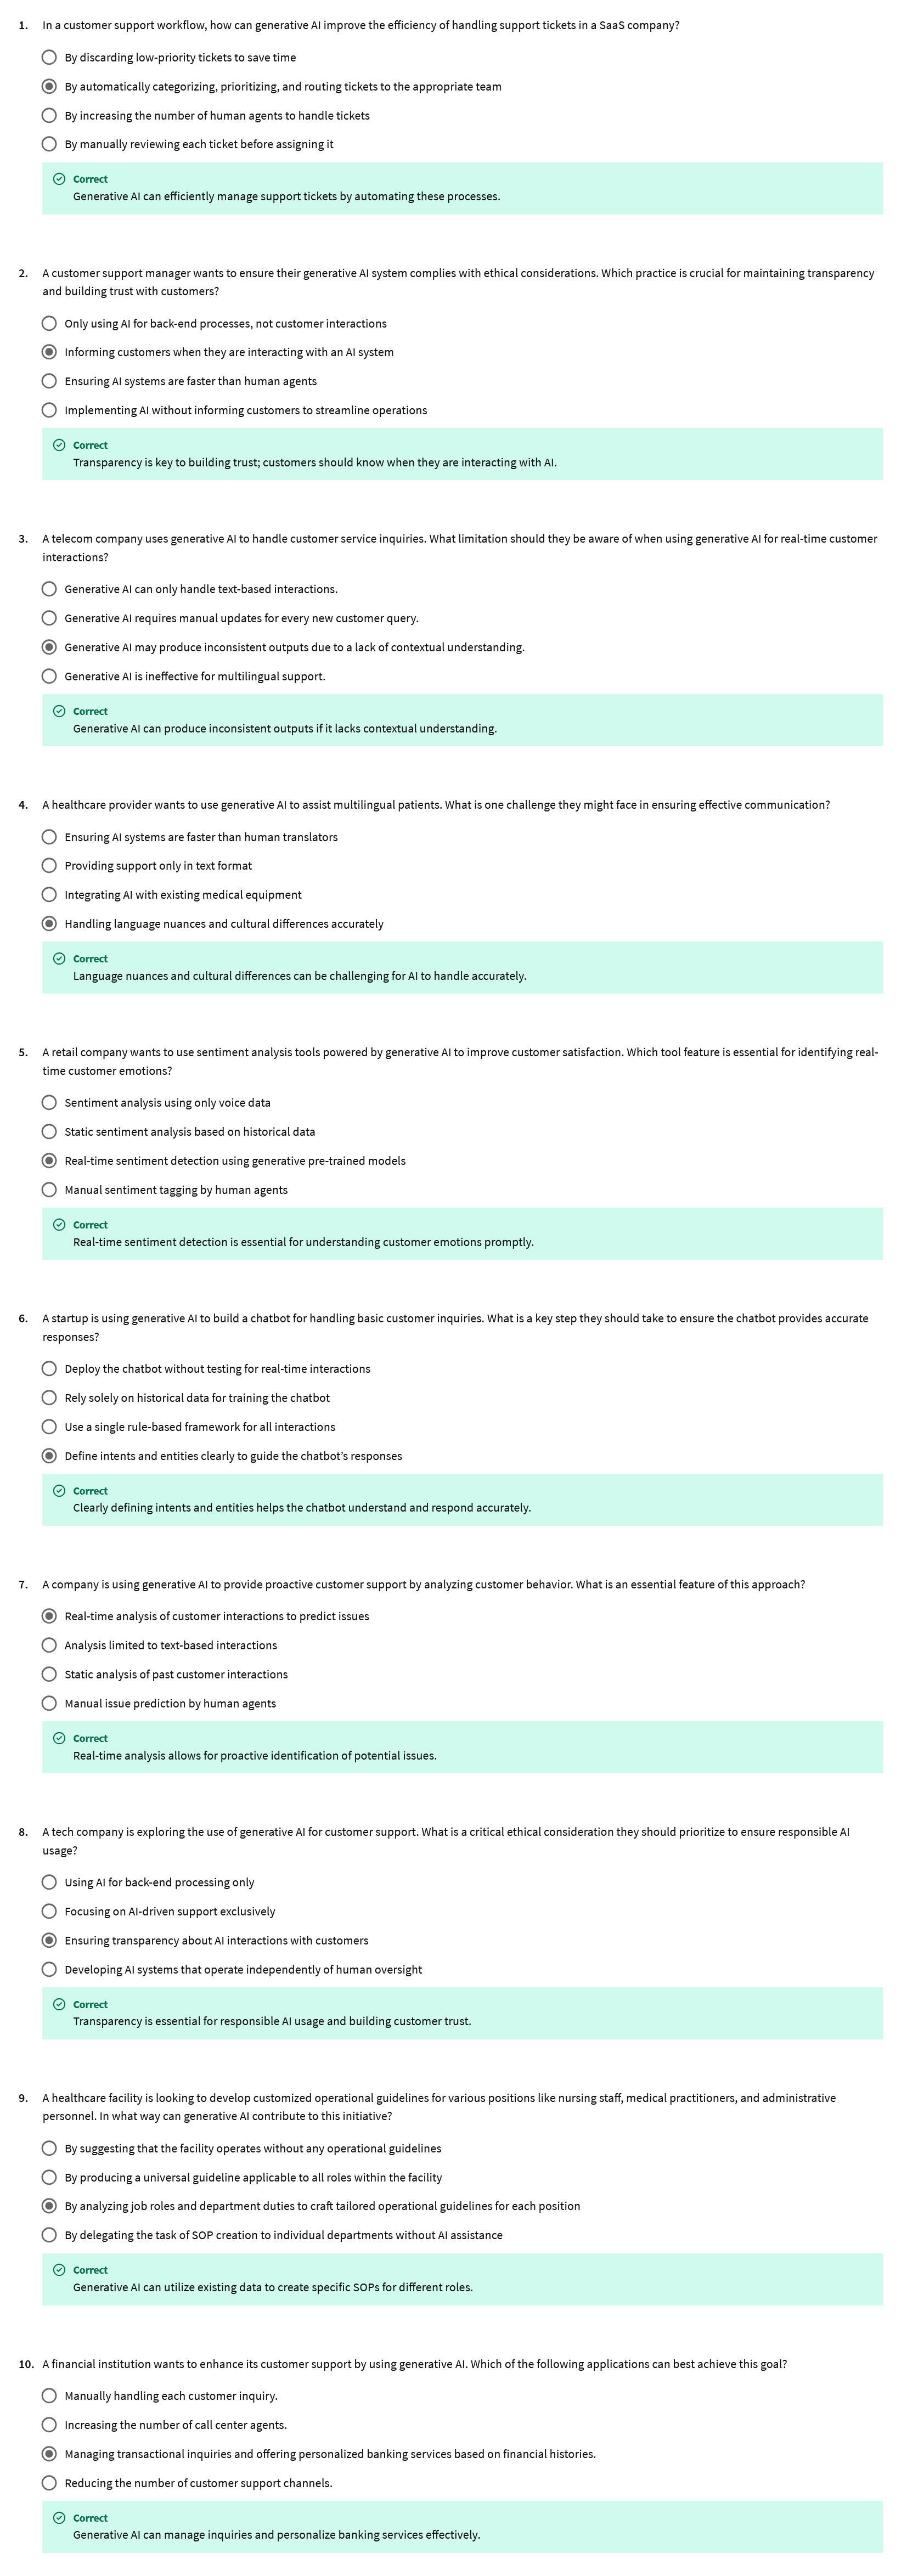 1. In a customer support workflow, how can generative AI improve the efficiency of handling support tickets in a SaaS company?
By discarding low-priority tickets to save time
By automatically categorizing, prioritizing, and routing tickets to the appropriate team
By increasing the number of human agents to handle tickets
By manually reviewing each ticket before assigning it
Correct
Generative AI can efficiently manage support tickets by automating these processes.
2. A customer support manager wants to ensure their generative AI system complies with ethical considerations. Which practice is crucial for maintaining transparency
and building trust with customers?
Only using AI for back-end processes, not customer interactions
Informing customers when they are interacting with an AI system
Ensuring AI systems are faster than human agents
Implementing AI without informing customers to streamline operations
Correct
Transparency is key to building trust; customers should know when they are interacting with AI.
3. A telecom company uses generative AI to handle customer service inquiries. What limitation should they be aware of when using generative AI for real-time customer
interactions?
Generative AI can only handle text-based interactions.
Generative AI requires manual updates for every new customer query.
Generative AI may produce inconsistent outputs due to a lack of contextual understanding.
Generative AI is ineffective for multilingual support.
Correct
Generative AI can produce inconsistent outputs if it lacks contextual understanding.
4. A healthcare provider wants to use generative AI to assist multilingual patients. What is one challenge they might face in ensuring effective communication?
Ensuring AI systems are faster than human translators
Providing support only in text format
Integrating AI with existing medical equipment
Handling language nuances and cultural differences accurately
Correct
Language nuances and cultural differences can be challenging for AI to handle accurately.
5. A retail company wants to use sentiment analysis tools powered by generative AI to improve customer satisfaction. Which tool feature is essential for identifying real-
time customer emotions?
Sentiment analysis using only voice data
Static sentiment analysis based on historical data
Real-time sentiment detection using generative pre-trained models
Manual sentiment tagging by human agents
Correct
Real-time sentiment detection is essential for understanding customer emotions promptly.
6. A startup is using generative AI to build a chatbot for handling basic customer inquiries. What is a key step they should take to ensure the chatbot provides accurate
responses?
Deploy the chatbot without testing for real-time interactions
Rely solely on historical data for training the chatbot
Use a single rule-based framework for all interactions
Define intents and entities clearly to guide the chatbot’s responses
Correct
Clearly defining intents and entities helps the chatbot understand and respond accurately.
7. A company is using generative AI to provide proactive customer support by analyzing customer behavior. What is an essential feature of this approach?
Real-time analysis of customer interactions to predict issues
Analysis limited to text-based interactions
Static analysis of past customer interactions
Manual issue prediction by human agents
Correct
Real-time analysis allows for proactive identification of potential issues.
8. A tech company is exploring the use of generative AI for customer support. What is a critical ethical consideration they should prioritize to ensure responsible AI
usage?
Using AI for back-end processing only
Focusing on AI-driven support exclusively
Ensuring transparency about AI interactions with customers
Developing AI systems that operate independently of human oversight
Correct
Transparency is essential for responsible AI usage and building customer trust.
9. A healthcare facility is looking to develop customized operational guidelines for various positions like nursing staff, medical practitioners, and administrative
personnel. In what way can generative AI contribute to this initiative?
By suggesting that the facility operates without any operational guidelines
By producing a universal guideline applicable to all roles within the facility
By analyzing job roles and department duties to craft tailored operational guidelines for each position
By delegating the task of SOP creation to individual departments without AI assistance
Correct
Generative AI can utilize existing data to create specific SOPs for different roles.
10. A financial institution wants to enhance its customer support by using generative AI. Which of the following applications can best achieve this goal?
Manually handling each customer inquiry.
Increasing the number of call center agents.
Managing transactional inquiries and offering personalized banking services based on financial histories.
Reducing the number of customer support channels.
Correct
Generative AI can manage inquiries and personalize banking services effectively.